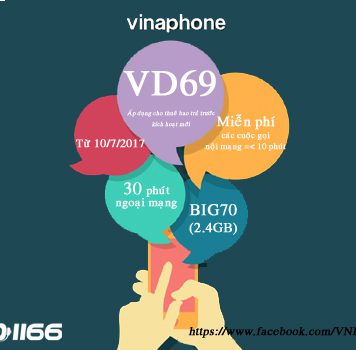 vinaphone
VD69
Áp dụng cho thuê bao trả trước
kích hoạt mới
Miễn phí
các cuộc gọi
nội mạng =< 10 phút
Từ 10/7/2017
30 phút
ngoại mạng
BIG70
(2.4GB)
1166
https://www.facebook.com/VN